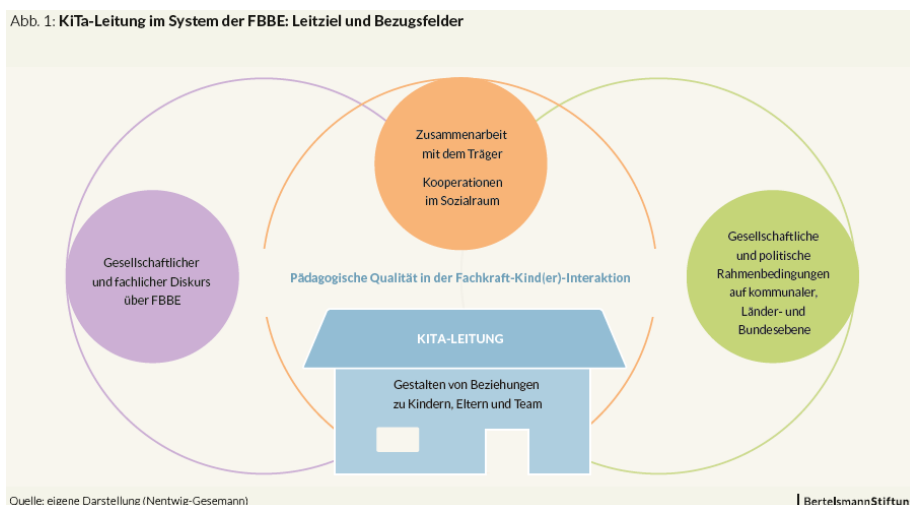 Abb. 1: KiTa-Leitung im System der FBBE: Leitziel und Bezugsfelder
Zusammenarbeit
mit dem Träger
Kooperationen
im Sozialraum
Gesellschaftlicher
und fachlicher Diskurs
über FBBE
Gesellschaftliche
und politische
Rahmenbedingungen
auf kommunaler,
Länder- und
Bundesebene
Pädagogische Qualität in der Fachkraft-Kind(er)-Interaktion
KITA-LEITUNG
Gestalten von Beziehungen
zu Kindern, Eltern und Team
Quelle: eigene Darstellung (Nentwig-Gesemann)
BertelsmannStiftun